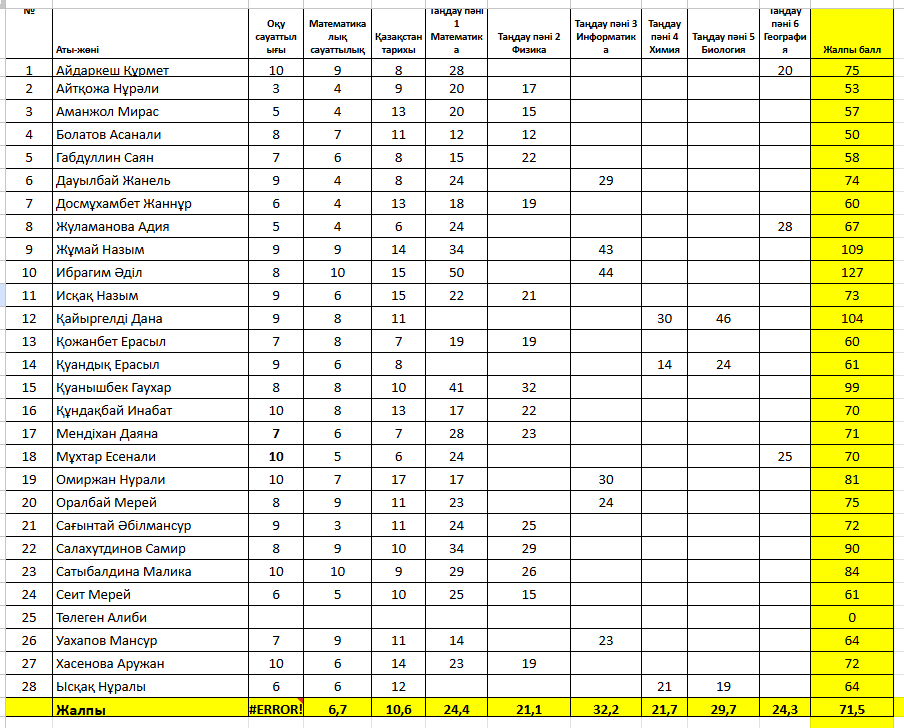 № Аты-жөні Оқу сауаттылығы Математикалық сауаттылық Қазақстан тарихы Таңдау пәні 1 Математика Таңдау пәні 2 Физика Таңдау пәні 3 Информатика Таңдау пәні 4 Химия Таңдау пәні 5 Биология Таңдау пәні 6 География Жалпы балл
1 Айдаркеш Құрмет 10 9 8 28 20 75
2 Айтқожа Нұрәли 3 4 9 20 17 53
3 Аманжол Мирас 5 4 13 20 15 57
4 Болатов Асанали 8 7 11 12 12 50
5 Габдуллин Саян 7 6 8 15 22 58
6 Дауылбай Жанель 9 4 8 24 29 74
7 Досмұхамбет Жаннұр 6 4 13 18 19 60
8 Жуламанова Адия 5 4 6 24 28 67
9 Жұмай Назым 9 9 14 34 43 109
10 Ибрагим Әділ 8 10 15 50 44 127
11 Исқақ Назым 9 6 15 22 21 73
12 Қайыргелді Дана 9 8 11 30 46 104
13 Қожанбет Ерасыл 7 8 7 19 19 60
14 Қуандық Ерасыл 9 6 8 14 24 61
15 Қуанышбек Гаухар 8 8 10 41 32 99
16 Құндақбай Инабат 10 8 13 17 22 70
17 Мендіхан Даяна 7 6 7 28 23 71
18 Мұхтар Есенали 10 5 6 24 25 70
19 Омиржан Нурали 10 7 17 17 30 81
20 Оралбай Мерей 8 9 11 23 24 75
21 Сағынтай Әбілмансур 9 3 11 24 25 72
22 Салахутдинов Самир 8 9 10 34 29 90
23 Сатыбалдина Малика 10 10 9 29 26 84
24 Сеит Мерей 6 5 10 25 15 61
25 Төлеген Алиби 0
26 Уахапов Мансур 7 9 11 14 23 64
27 Хасенова Аружан 10 6 14 23 19 72
28 Ысқақ Нұралы 6 6 12 21 19 64
Жалпы #ERROR! 6,7 10,6 24,4 21,1 32,2 21,7 29,7 24,3 71,5